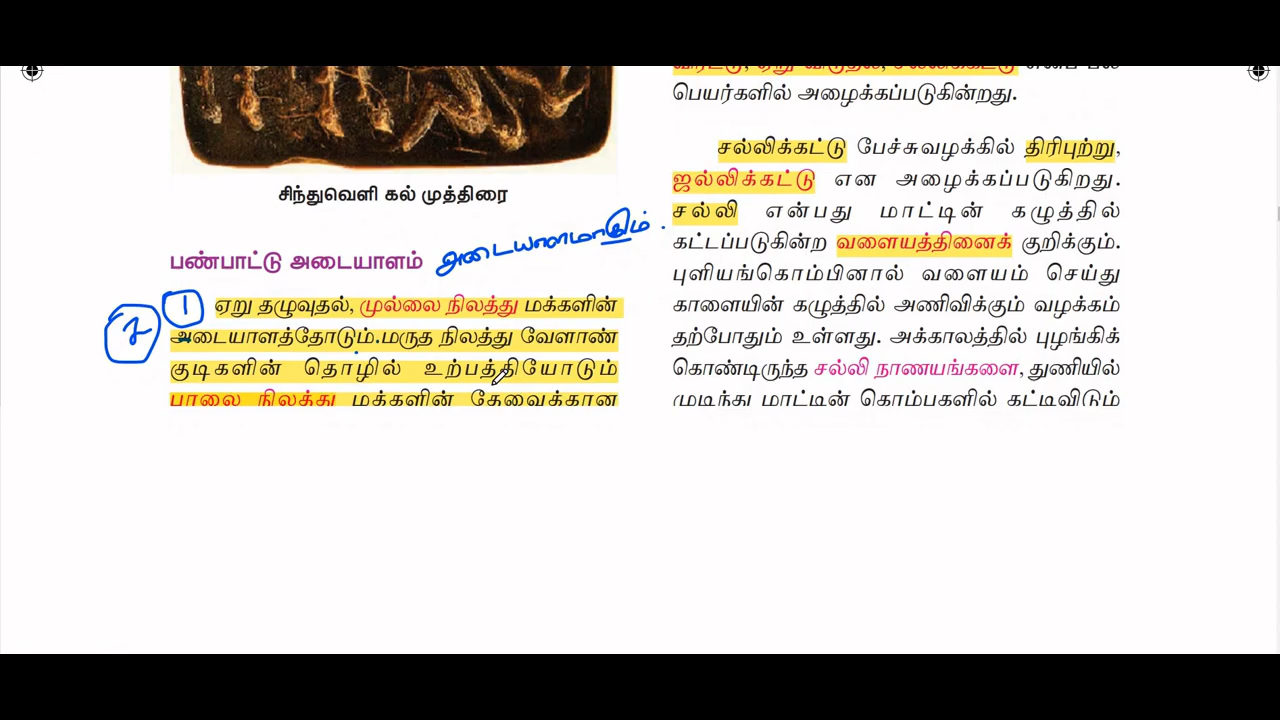 சிந்துவெளி கல் முத்திரை
பண்பாட்டு அடையாளம் அடையாளமாகும்.
2 1 ஏறு தழுவுதல், முல்லை நிலத்து மக்களின்
அடையாளத்தோடும்.மருத நிலத்து வேளாண்
குடிகளின் தொழில் உற்பத்தியோடும்
பாலை நிலத்து மக்களின் தேவைக்கான
பெயர்களில் அழைக்கப்படுகின்றது.
சல்லிக்கட்டு பேச்சுவழக்கில் திரிபுற்று,
ஜல்லிக்கட்டு என அழைக்கப்படுகிறது.
சல்லி என்பது மாட்டின் கழுத்தில்
கட்டப்படுகின்ற வளையத்தினைக் குறிக்கும்.
புளியங்கொம்பினால் வளையம் செய்து
காளையின் கழுத்தில் அணிவிக்கும் வழக்கம்
தற்போதும் உள்ளது. அக்காலத்தில் புழங்கிக்
கொண்டிருந்த சல்லி நாணயங்களை, துணியில்
முடிந்து மாட்டின் கொம்புகளில் கட்டிவிடும்